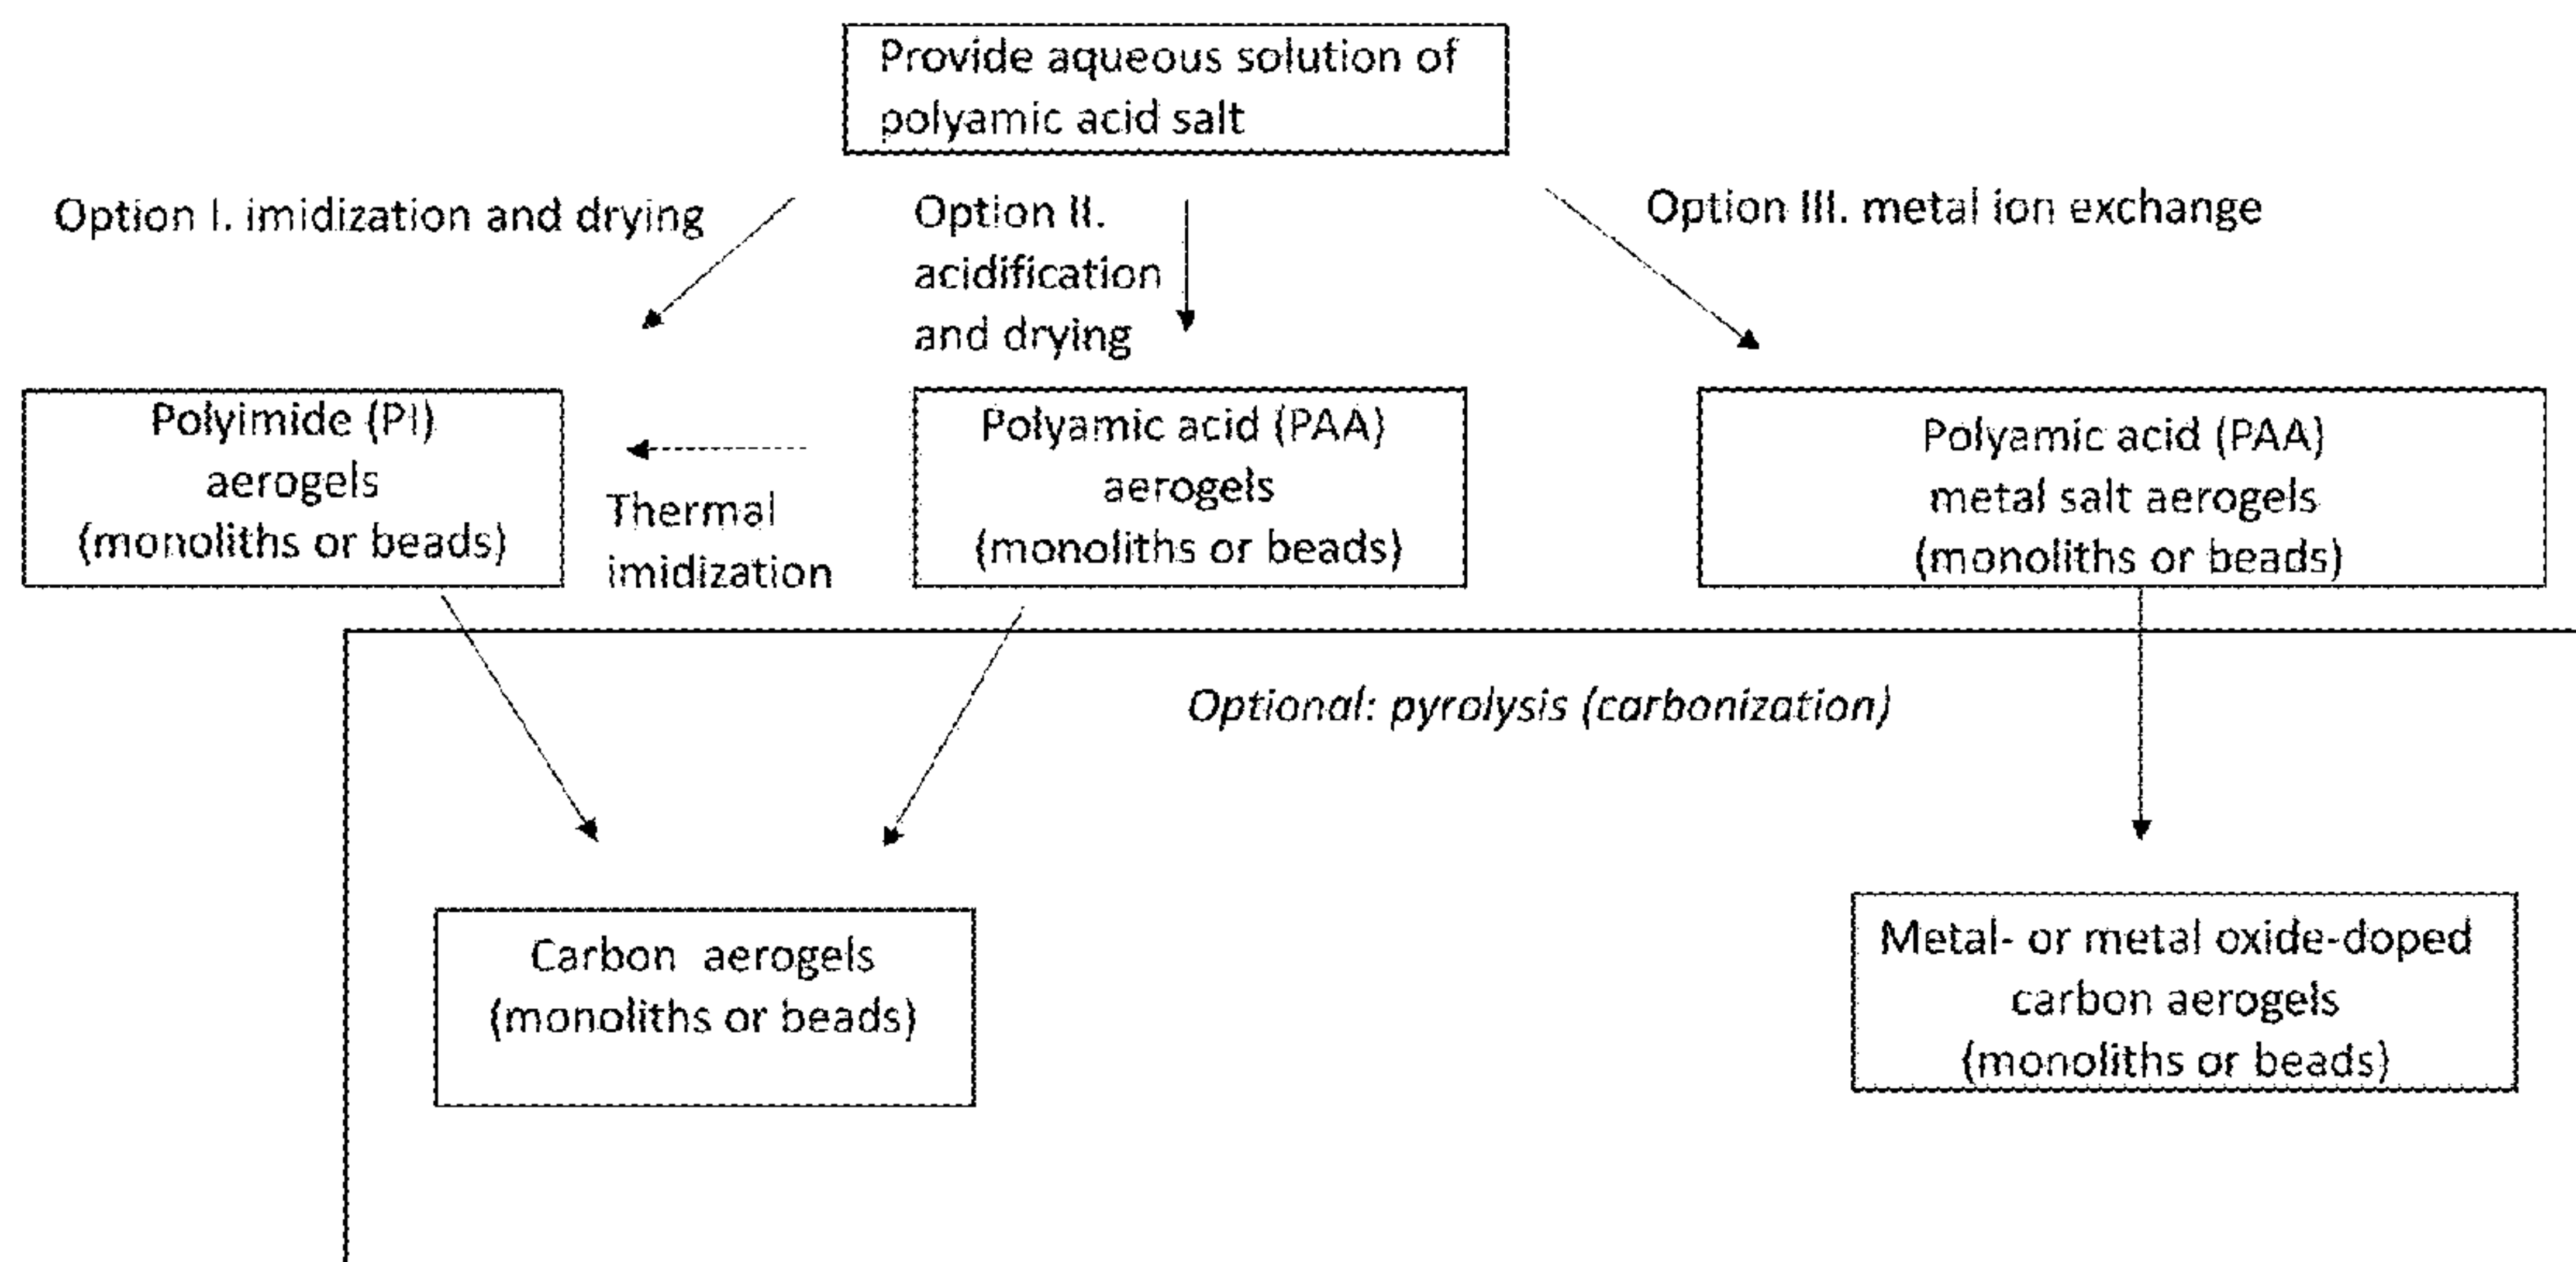 Provide aqueous solution of
polyamic acid salt
Option I. imidization and drying
Option II.
acidification
and drying
Option III. metal ion exchange
Polyimide (PI)
aerogels
(monoliths or beads)
Thermal
imidization
Polyamic acid (PAA)
aerogels
(monoliths or beads)
Polyamic acid (PAA)
metal salt aerogels
(monoliths or beads)
Optional: pyrolysis (carbonization)
Carbon aerogels
(monoliths or beads)
Metal- or metal oxide-doped
carbon aerogels
(monoliths or beads)